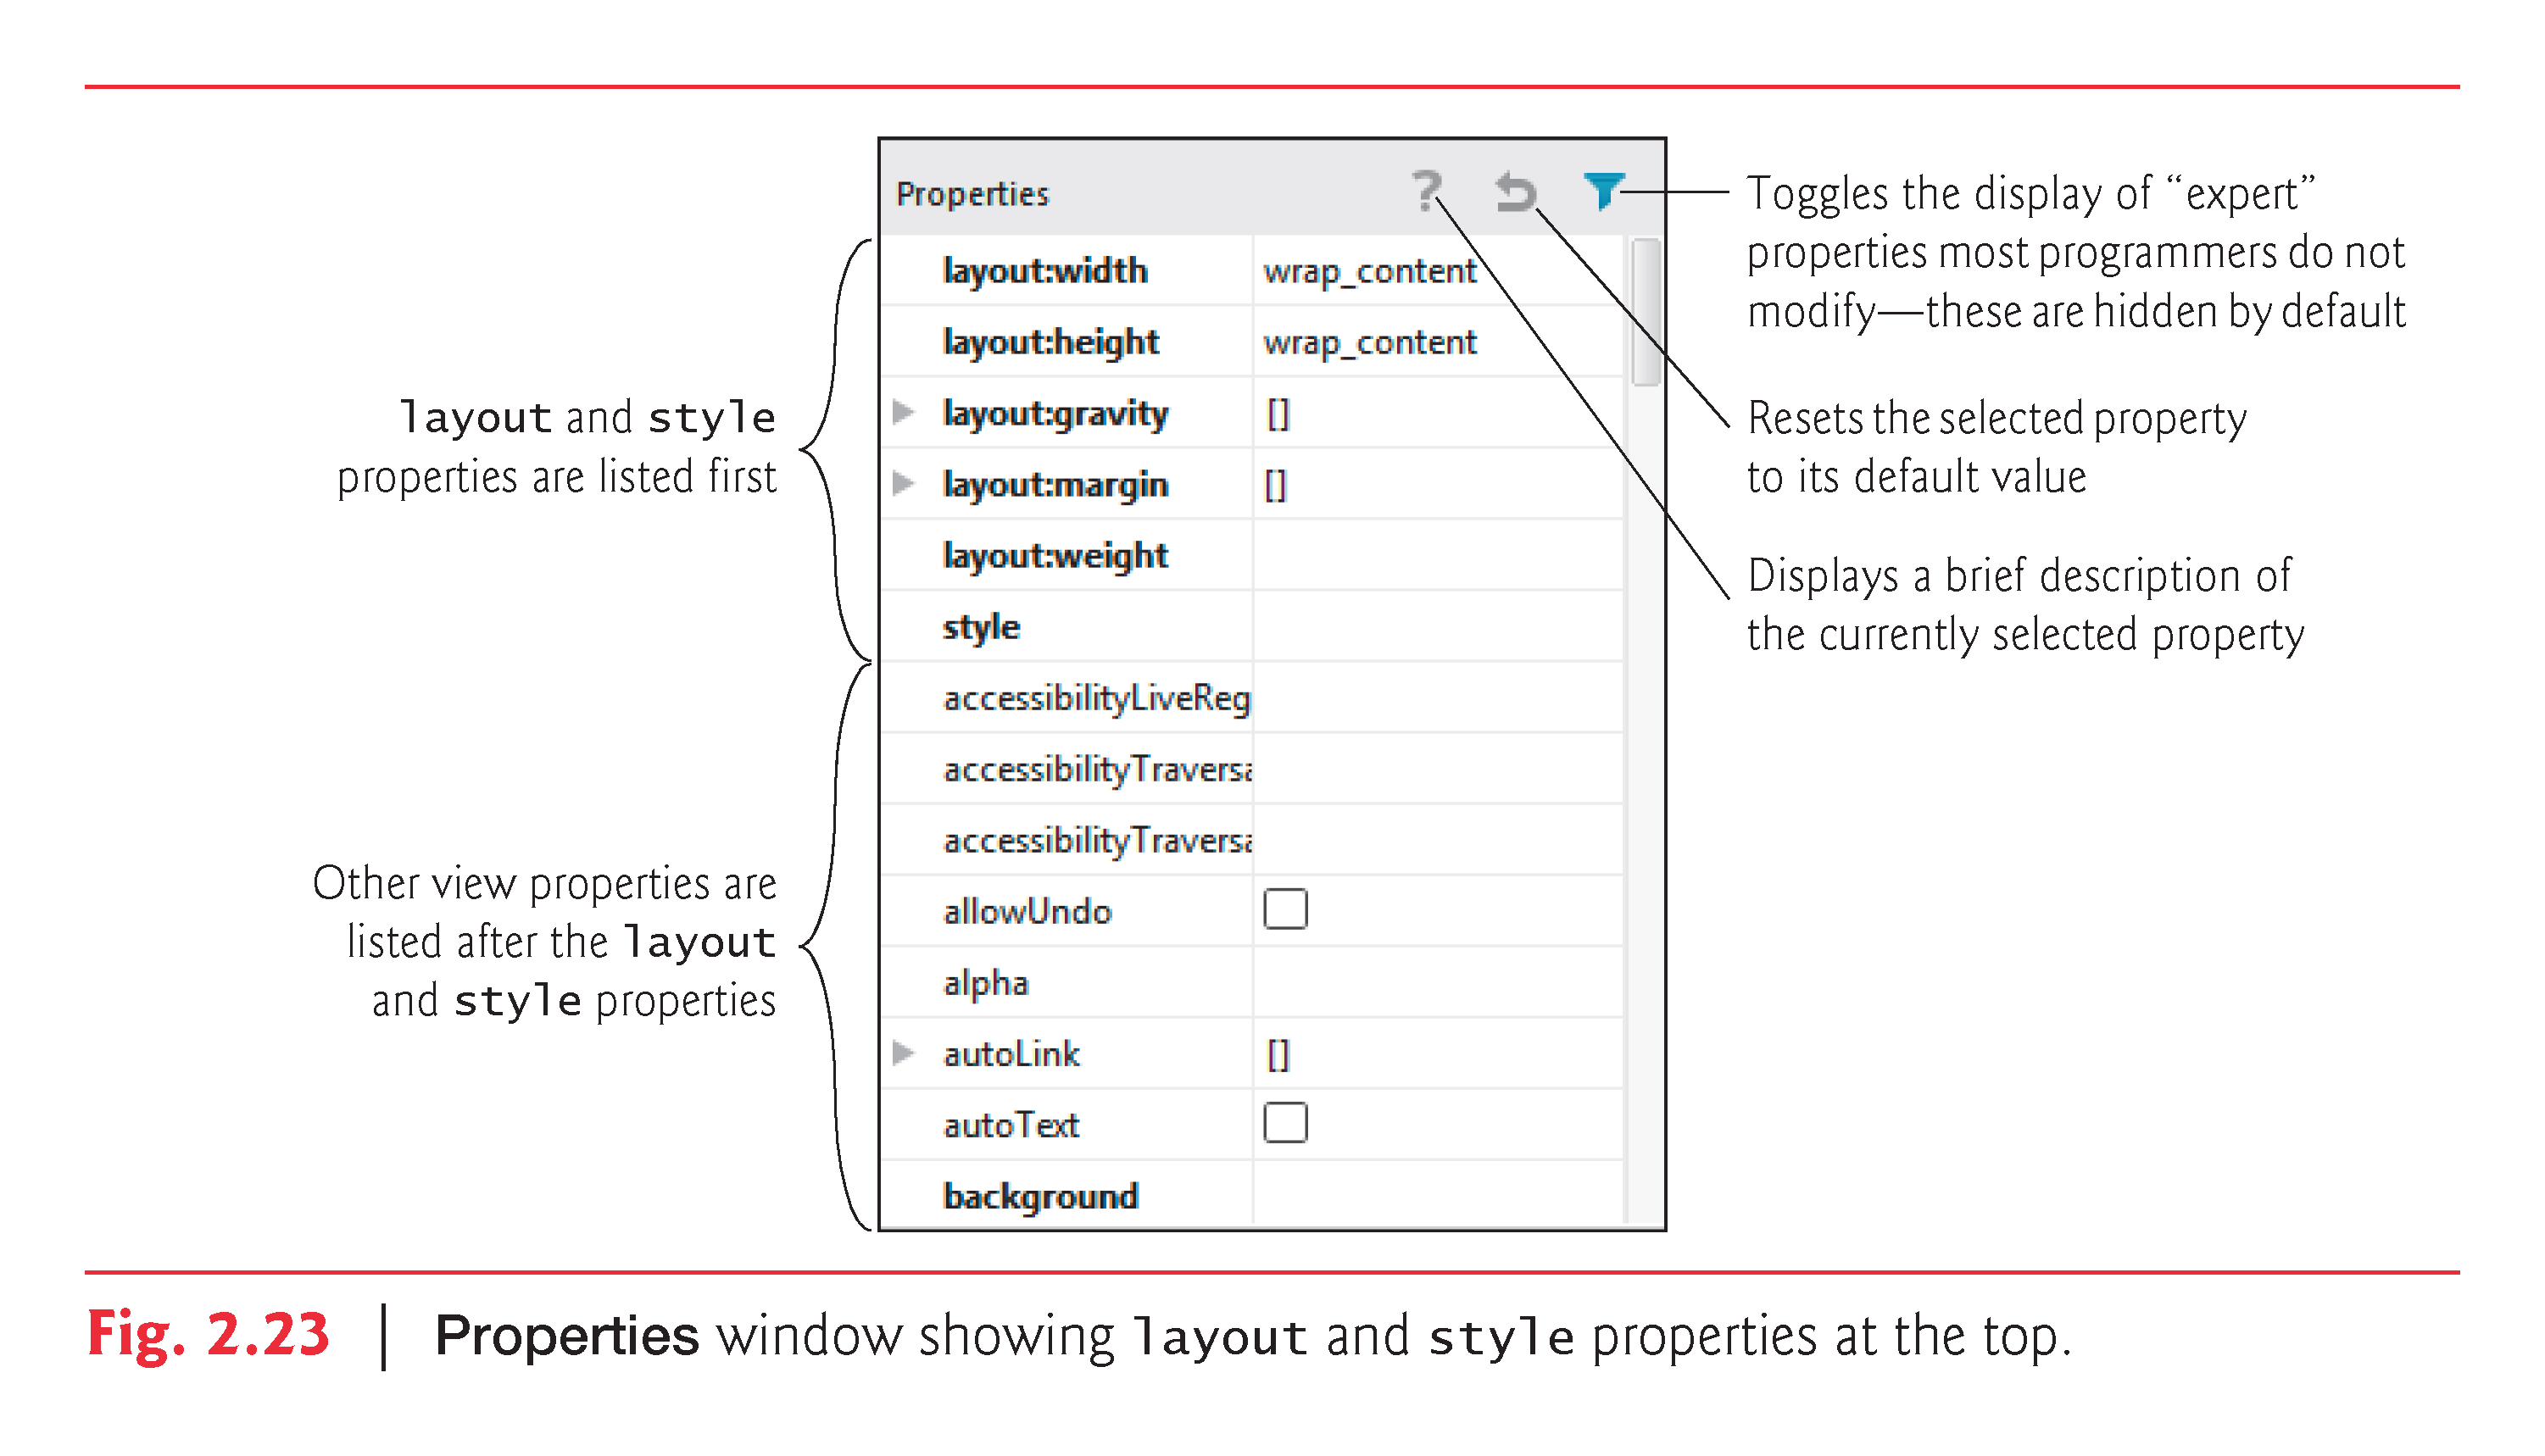 Properties ?
layout:width wrap_content
layout:height wrap_content
layout:gravity []
layout:margin []
layout:weight
style
accessibilityLiveReg
accessibilityTraversa
accessibilityTraversa
allowUndo
alpha
autoLink []
autoText
background
layout and style
properties are listed first
Other view properties are
listed after the layout
and style properties
Toggles the display of “expert”
properties most programmers do not
modify—these are hidden by default
Resets the selected property
to its default value
Displays a brief description of
the currently selected property
Fig. 2.23 | Properties window showing layout and style properties at the top.